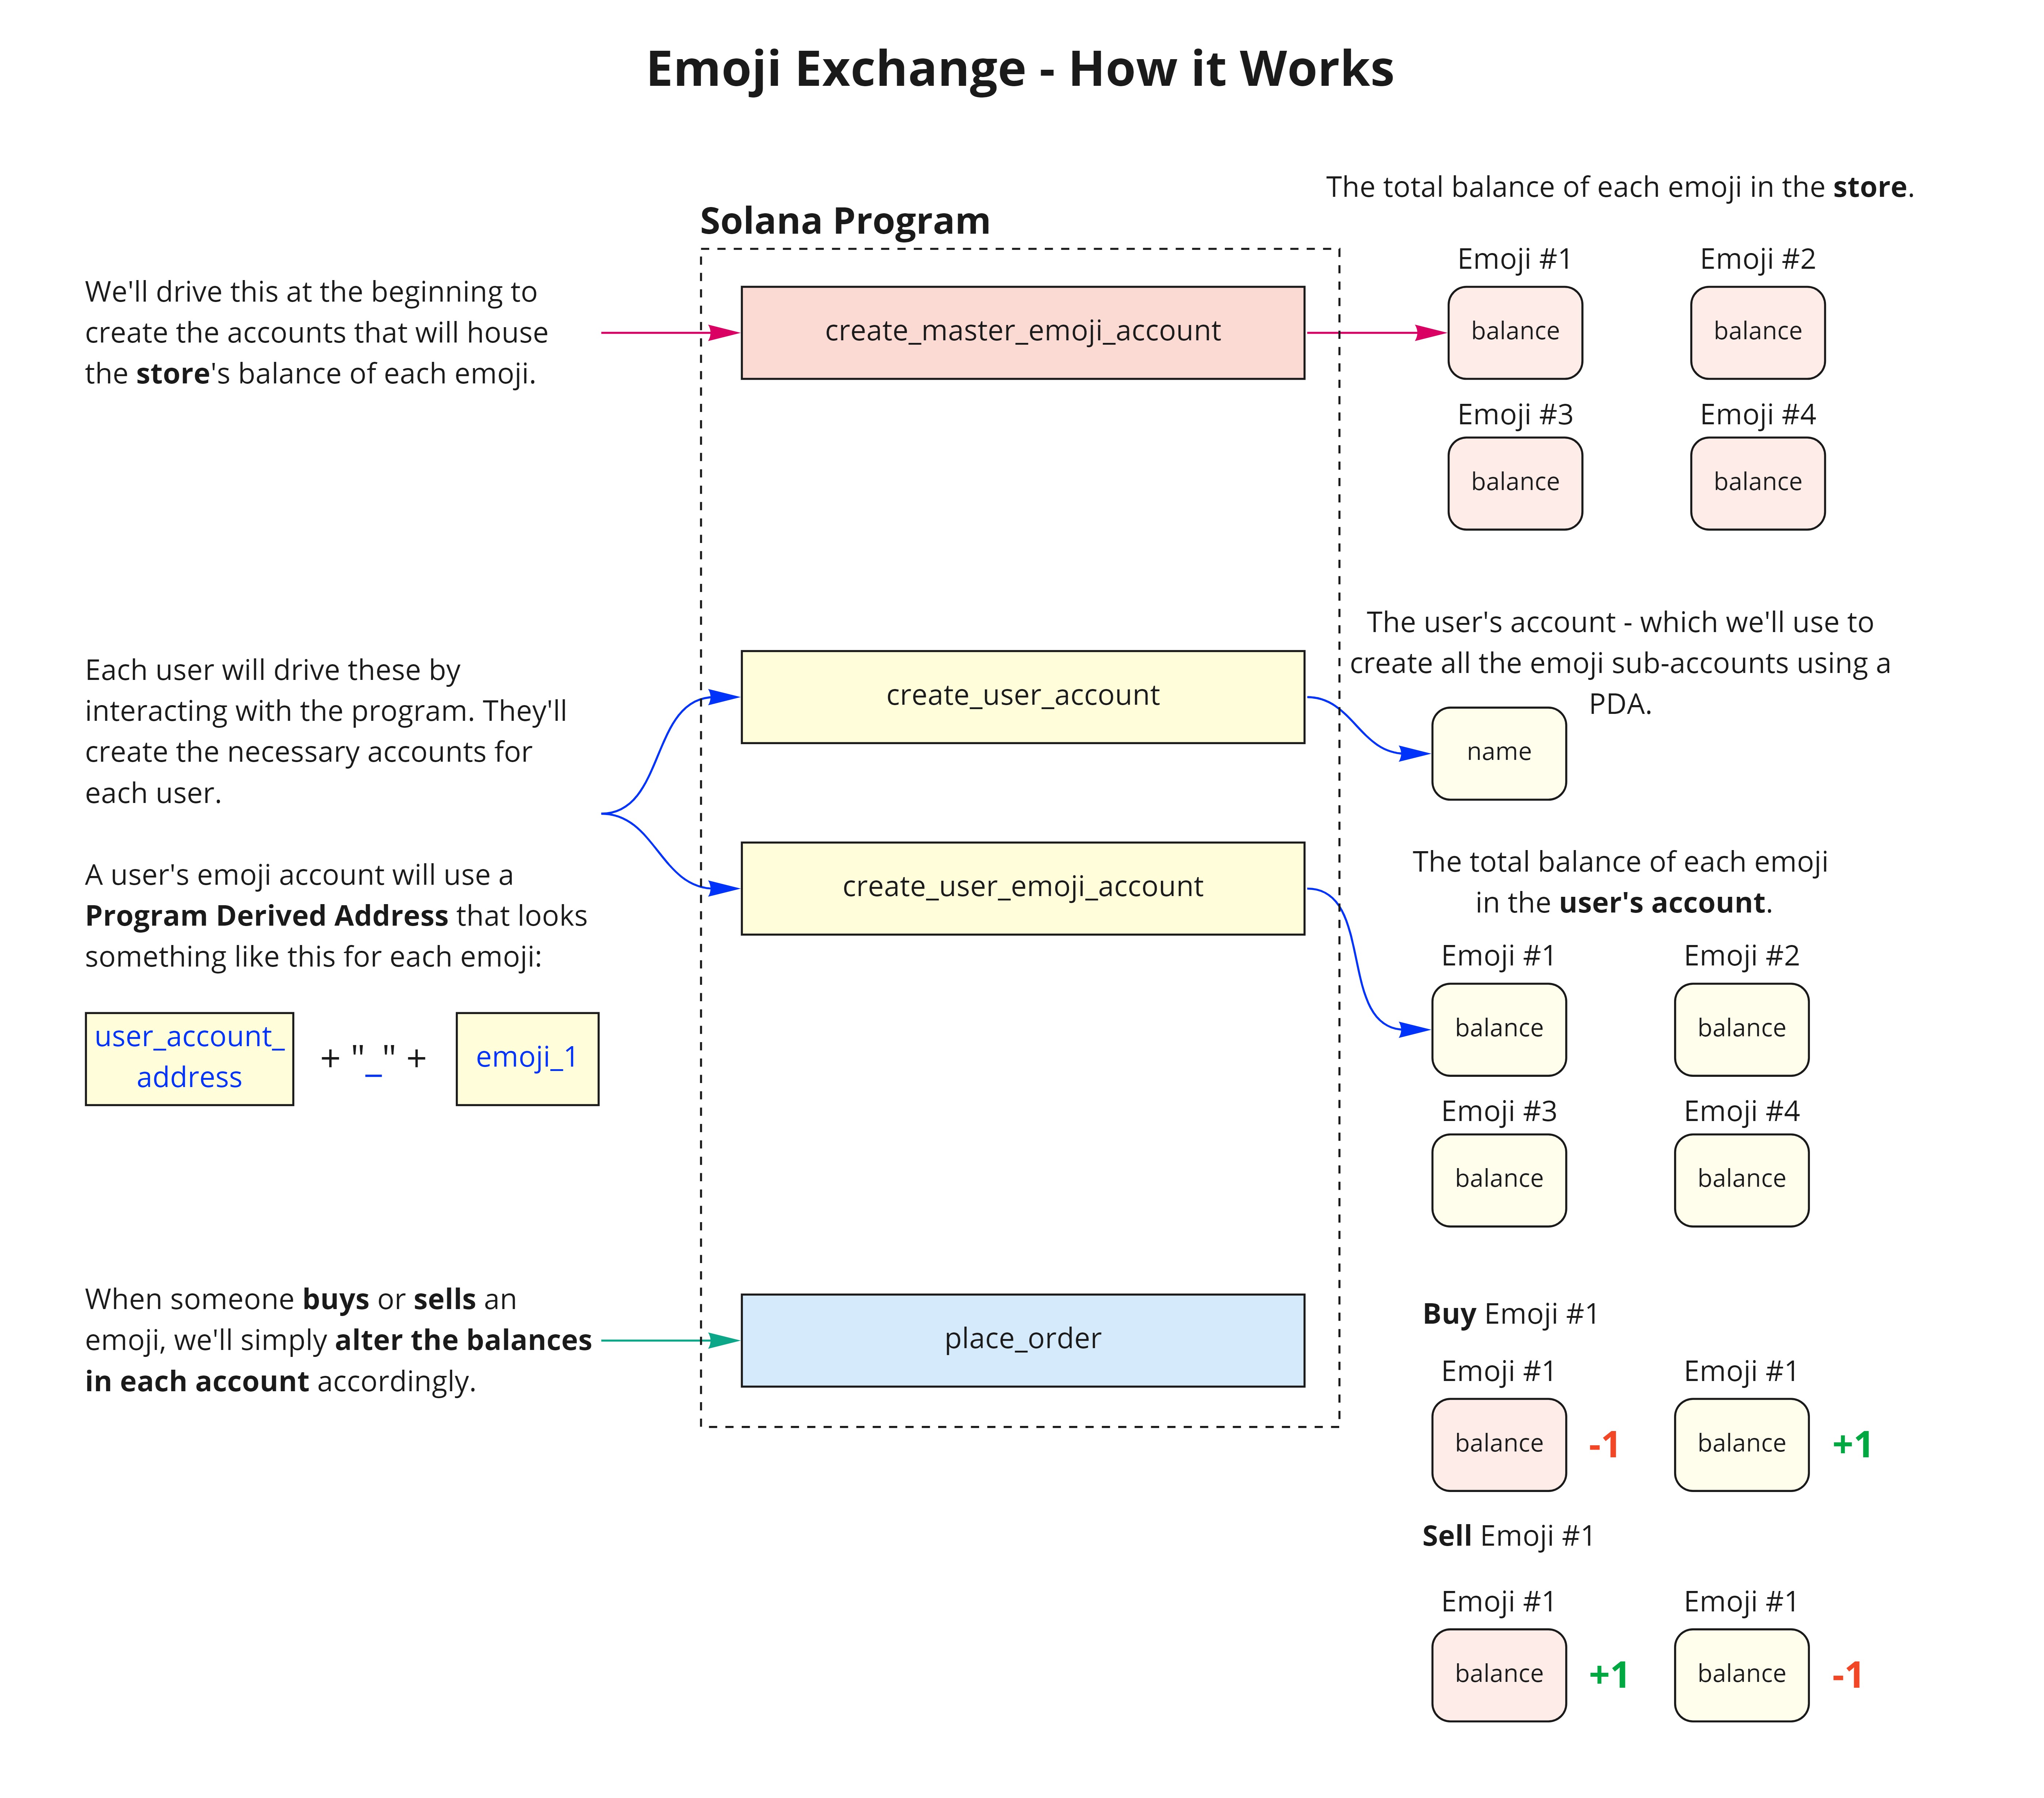 Emoji Exchange - How it Works
The total balance of each emoji in the store.
Solana Program
We'll drive this at the beginning to
create the accounts that will house
the store's balance of each emoji.
create_master_emoji_account
Emoji #1
Emoji #2
balance
balance
Emoji #3
Emoji #4
balance
balance
Each user will drive these by
interacting with the program. They'll
create the necessary accounts for
each user.
A user's emoji account will use a
Program Derived Address that looks
something like this for each emoji:
user_account_
address
+ "_" +
emoji_1
create_user_account
The user's account - which we'll use to
create all the emoji sub-accounts using a
PDA.
name
create_user_emoji_account
The total balance of each emoji
in the user's account.
Emoji #1
Emoji #2
balance
balance
Emoji #3
Emoji #4
balance
balance
When someone buys or sells an
emoji, we'll simply alter the balances
in each account accordingly.
place_order
Buy Emoji #1
Emoji #1
Emoji #1
balance
-1
balance
+1
Sell Emoji #1
Emoji #1
Emoji #1
balance
+1
balance
-1